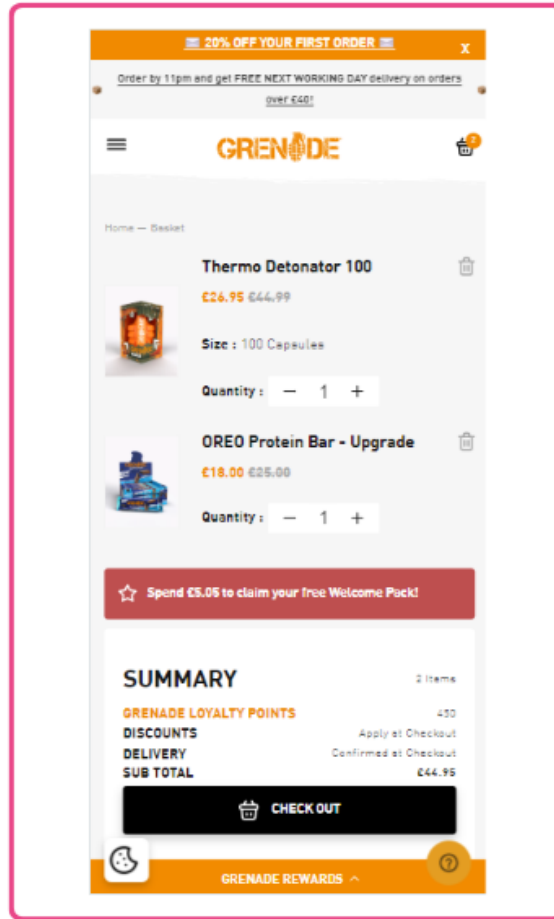 20% OFF YOUR FIRST ORDER
X
Order by 11pm and get FREE NEXT WORKING DAY delivery on orders
over £40!
GRENADE
2
Home — Basket
Thermo Detonator 100
£26.95 £44.99
Size : 100 Capsules
Quantity : — 1 +
OREO Protein Bar - Upgrade
£18.00 £25.00
Quantity : — 1 +
Spend £5.05 to claim your free Welcome Pack!
SUMMARY 2 Items
GRENADE LOYALTY POINTS 450
DISCOUNTS Apply at Checkout
DELIVERY Confirmed at Checkout
SUB TOTAL £44.95
CHECK OUT
GRENADE REWARDS
?